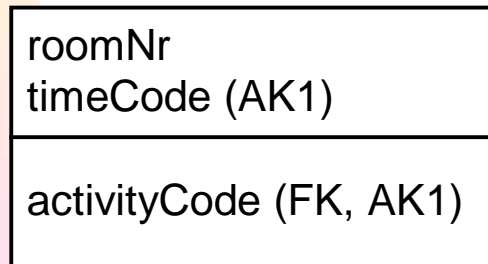 roomNr
timeCode (AK1)
activityCode (FK, AK1)